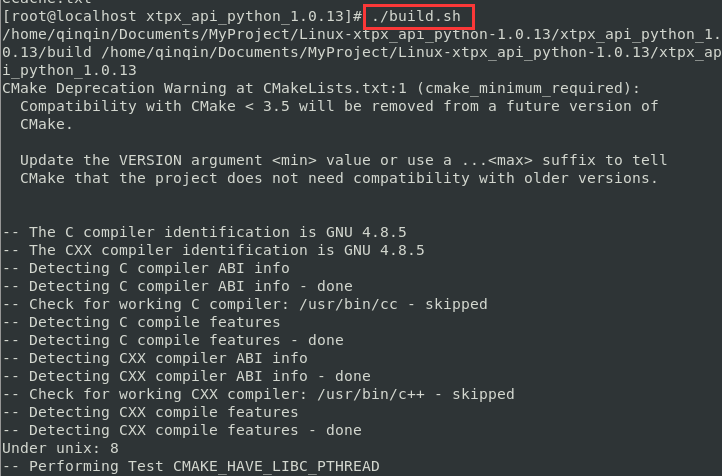 ccache.txt
[root@localhost xtpx_api_python_1.0.13]# ./build.sh
/home/qinqin/Documents/MyProject/Linux-xtpx_api_python-1.0.13/xtpx_api_python_1.
0.13/build /home/qinqin/Documents/MyProject/Linux-xtpx_api_python-1.0.13/xtpx_ap
i_python_1.0.13
CMake Deprecation Warning at CMakeLists.txt:1 (cmake_minimum_required):
  Compatibility with CMake < 3.5 will be removed from a future version of
  CMake.

  Update the VERSION argument <min> value or use a ...<max> suffix to tell
  CMake that the project does not need compatibility with older versions.


-- The C compiler identification is GNU 4.8.5
-- The CXX compiler identification is GNU 4.8.5
-- Detecting C compiler ABI info
-- Detecting C compiler ABI info - done
-- Check for working C compiler: /usr/bin/cc - skipped
-- Detecting C compile features
-- Detecting C compile features - done
-- Detecting CXX compiler ABI info
-- Detecting CXX compiler ABI info - done
-- Check for working CXX compiler: /usr/bin/c++ - skipped
-- Detecting CXX compile features
-- Detecting CXX compile features - done
Under unix: 8
-- Performing Test CMAKE_HAVE_LIBC_PTHREAD